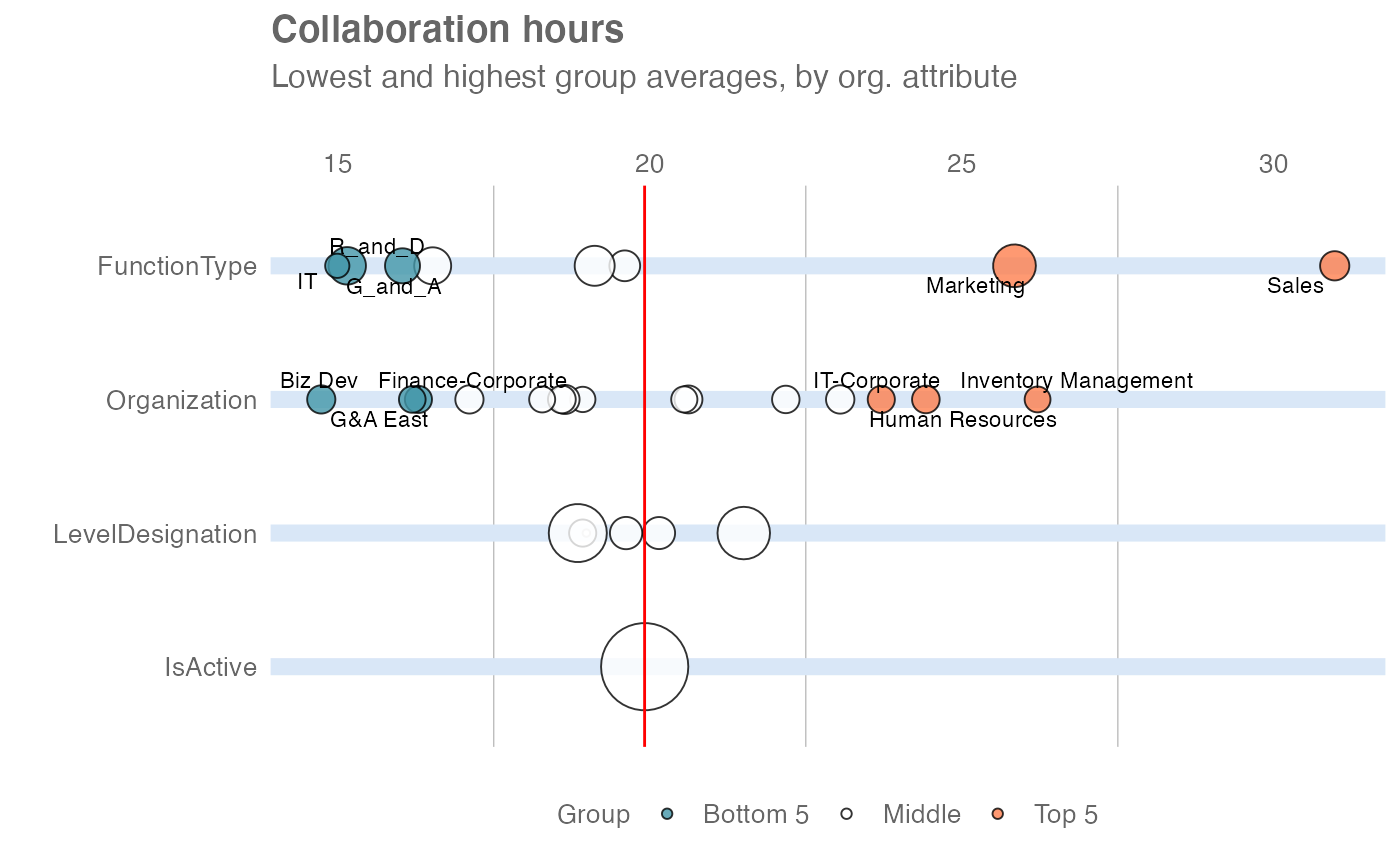 Collaboration hours
Lowest and highest group averages, by org. attribute
15 20 25 30
FunctionType
R_and_D
IT
G_and_A
Marketing
Sales
Organization
Biz Dev
Finance-Corporate
IT-Corporate
Inventory Management
G&A East
Human Resources
LevelDesignation
IsActive
Group Bottom 5 Middle Top 5